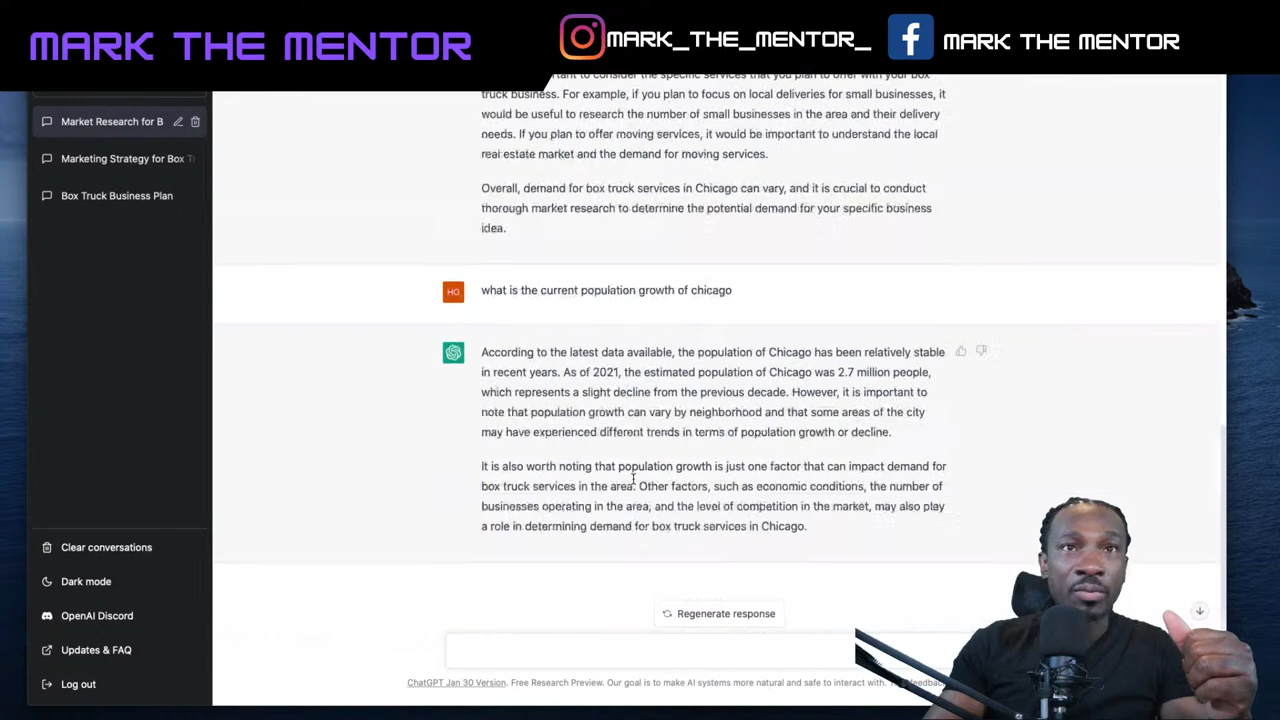 MARK THE MENTOR
MARK_THE_MENTOR_
MARK THE MENTOR
Market Research for B
Marketing Strategy for Box T
Box Truck Business Plan
Clear conversations
Dark mode
OpenAI Discord
Updates & FAQ
Log out
to consider the specific services that you plan to offer with your box
truck business. For example, if you plan to focus on local deliveries for small businesses, it
would be useful to research the number of small businesses in the area and their delivery
needs. If you plan to offer moving services, it would be important to understand the local
real estate market and the demand for moving services.
Overall, demand for box truck services in Chicago can vary, and it is crucial to conduct
thorough market research to determine the potential demand for your specific business
idea.
HO
what is the current population growth of chicago
According to the latest data available, the population of Chicago has been relatively stable
in recent years. As of 2021, the estimated population of Chicago was 2.7 million people,
which represents a slight decline from the previous decade. However, it is important to
note that population growth can vary by neighborhood and that some areas of the city
may have experienced different trends in terms of population growth or decline.
It is also worth noting that population growth is just one factor that can impact demand for
box truck services in the area. Other factors, such as economic conditions, the number of
businesses operating in the area, and the level of competition in the market, may also play
a role in determining demand for box truck services in Chicago.
Regenerate response
ChatGPT Jan 30 Version. Free Research Preview. Our goal is to make AI systems more natural and safe to interact with. feedba